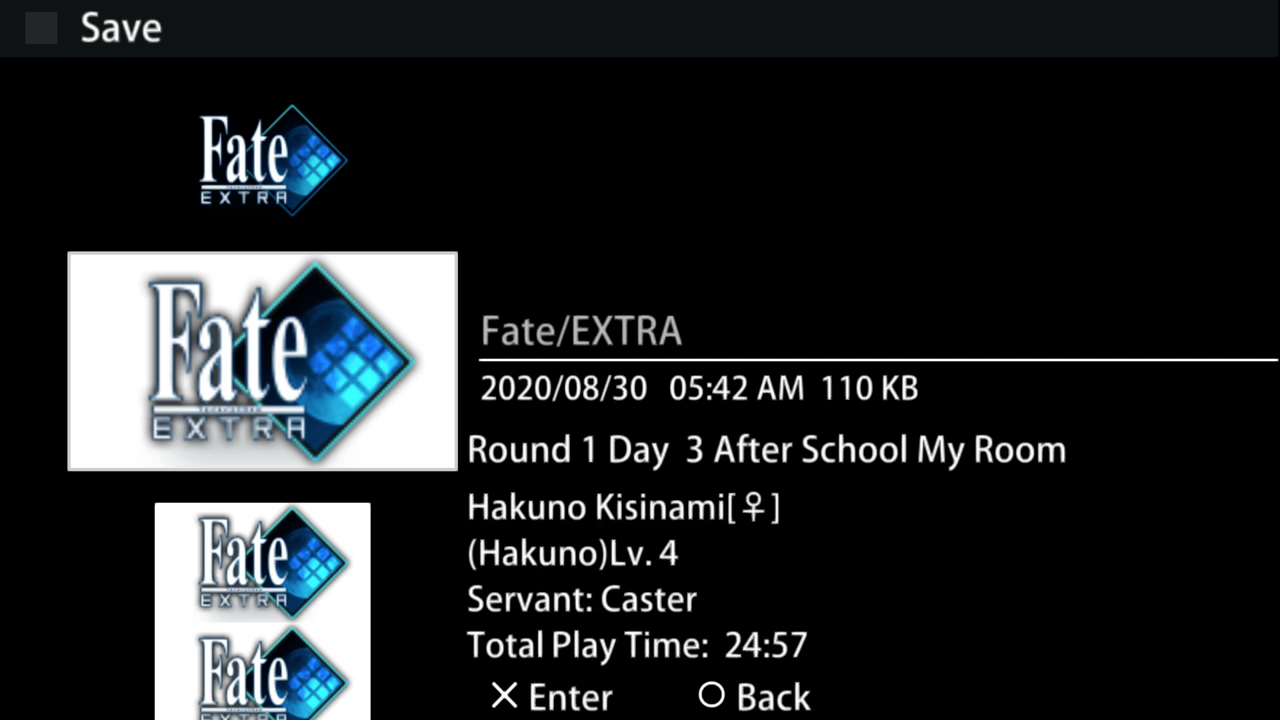 Save
Fate
EXTRA
Fate
EXTRA
Fate/EXTRA
2020/08/30 05:42 AM 110 KB
Round 1 Day 3 After School My Room
Hakuno Kisinami[♀]
(Hakuno)Lv. 4
Servant: Caster
Total Play Time: 24:57
Fate
EXTRA
Fate
EXTRA
× Enter ○ Back